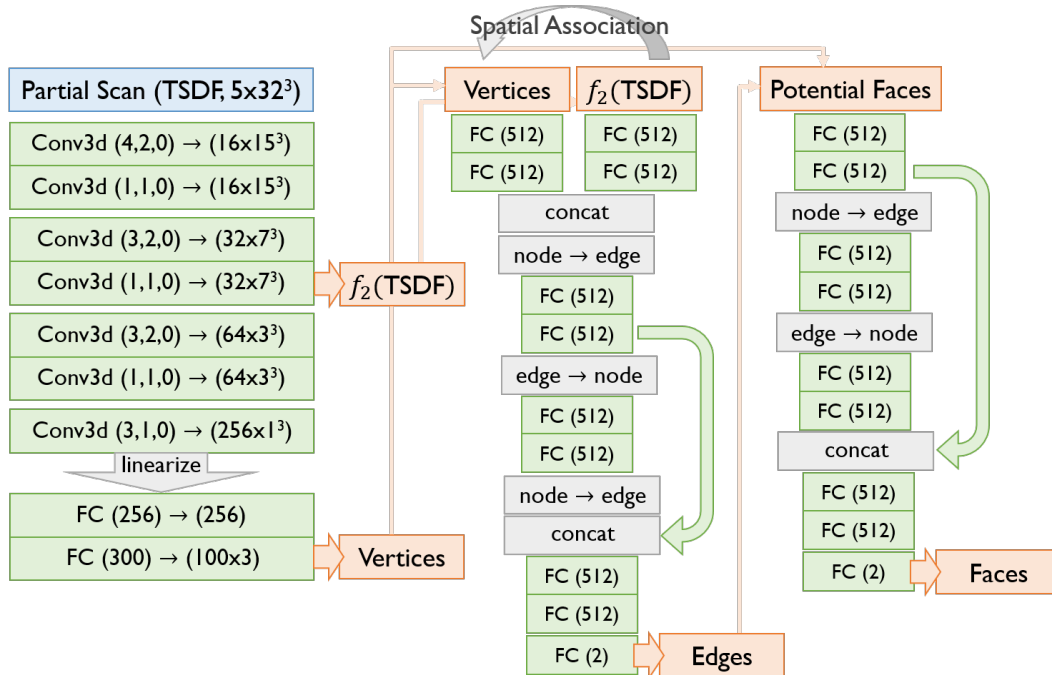 Spatial Association
Partial Scan (TSDF, 5x32³)
Conv3d (4,2,0) → (16x15³)
Conv3d (1,1,0) → (16x15³)
Conv3d (3,2,0) → (32x7³)
Conv3d (1,1,0) → (32x7³)
Conv3d (3,2,0) → (64x3³)
Conv3d (1,1,0) → (64x3³)
Conv3d (3,1,0) → (256x1³)
linearize
FC (256) → (256)
FC (300) → (100x3)
f₂(TSDF)
Vertices
Vertices
f₂(TSDF)
FC (512)
FC (512)
FC (512)
FC (512)
concat
node → edge
FC (512)
FC (512)
edge → node
FC (512)
FC (512)
node → edge
concat
FC (512)
FC (512)
FC (2)
Edges
Potential Faces
FC (512)
FC (512)
node → edge
FC (512)
FC (512)
edge → node
FC (512)
FC (512)
concat
FC (512)
FC (512)
FC (2)
Faces